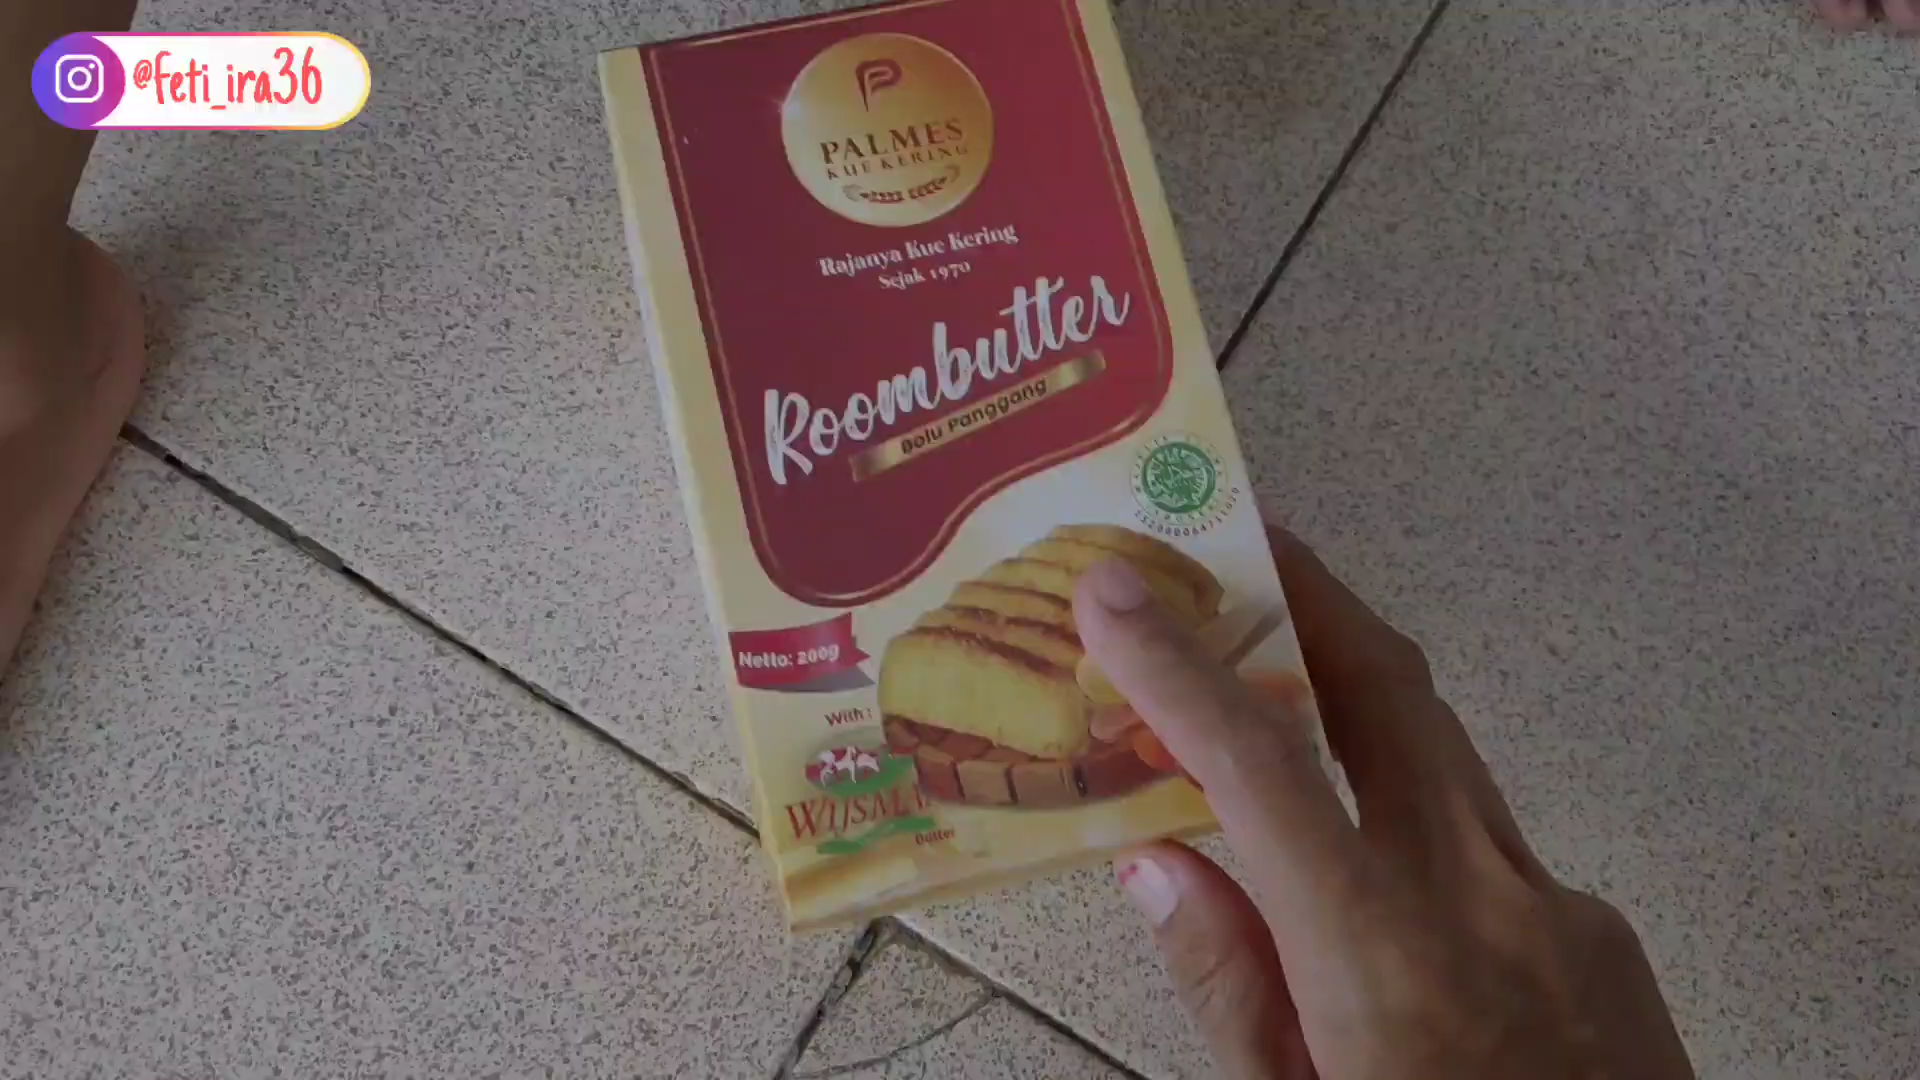 @feti_ira36
PALMES
KUE KERING
Rajanya Kue Kering
Sejak 1970
Roombutter
Bolu Panggang
Netto: 200g
With:
Butter